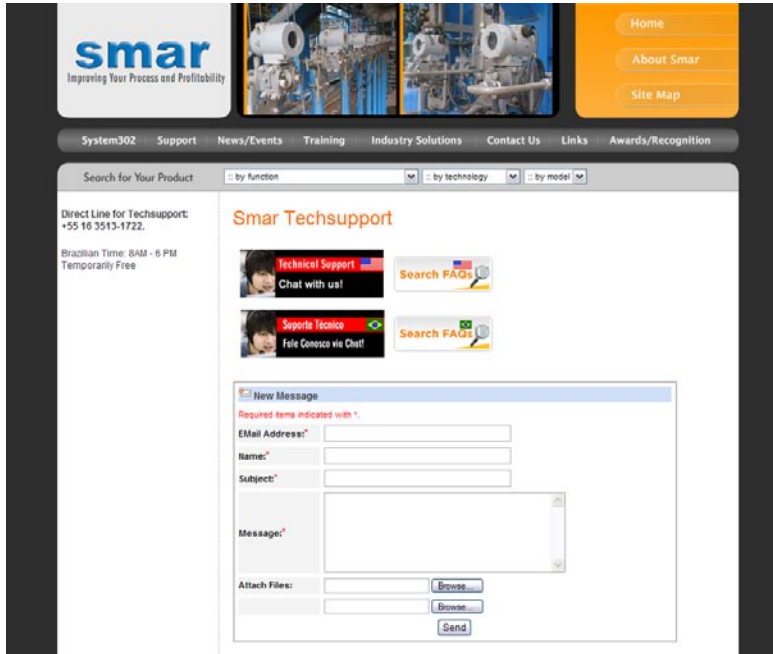 smar
Improving Your Process and Profitability
Home
About Smar
Site Map
System302 Support News/Events Training Industry Solutions Contact Us Links Awards/Recognition
Search for Your Product :: by function :: by technology :: by model
Direct Line for Techsupport:
+55 16 3513-1722.
Brazilian Time: 8AM - 6 PM
Temporarily Free
Smar Techsupport
Technical Support
Chat with us!
Search FAQs
Suporte Técnico
Fale Conosco via Chat!
Search FAQs
New Message
Required items indicated with *.
EMail Address:*
Name:*
Subject:*
Message:*
Attach Files: Browse...
Browse...
Send